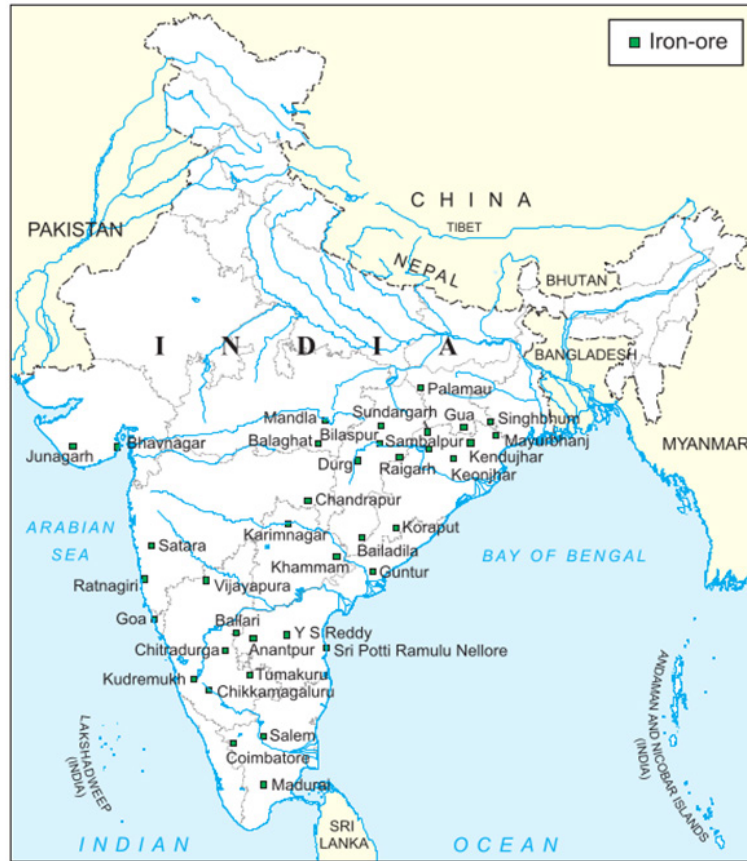 Iron-ore
CHINA
TIBET
PAKISTAN
NEPAL
BHUTAN
INDIA
BANGLADESH
Palamau
Mandla
Sundargarh
Gua
Singhbhum
Balaghat
Bilaspur
Sambalpur
Mayurbhanj
MYANMAR
Junagarh
Bhavnagar
Durg
Raigarh
Kendujhar
Keonjhar
Chandrapur
ARABIAN
SEA
Karimnagar
Koraput
Satara
Bailadila
BAY OF BENGAL
Khammam
Guntur
Ratnagiri
Vijayapura
Goa
Ballari
Y S Reddy
Chitradurga
Anantpur
Sri Potti Ramulu Nellore
Kudremukh
Tumakuru
Chikkamagaluru
LAKSHADWEEP
(INDIA)
ANDAMAN AND NICOBAR ISLANDS
(INDIA)
Salem
Coimbatore
Madurai
SRI
LANKA
INDIAN OCEAN